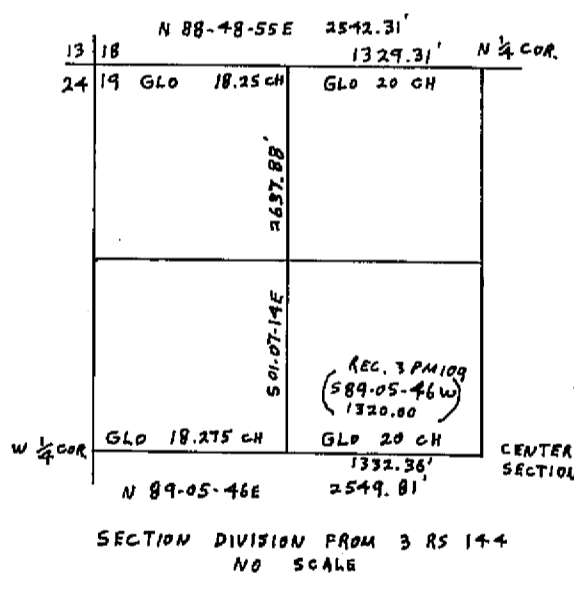 N 88-48-55E 2542.31'
13 18 1329.31' N 1/4 COR.
24 19 GLO 18.25 CH GLO 20 CH
2637.88'
S 01-07-14E
REC. 3 PM 109
(S 89-05-46 W)
1320.00
W 1/4 COR GLO 18.275 CH GLO 20 CH CENTER
1332.36' SECTION
N 89-05-46E 2549.81'
SECTION DIVISION FROM 3 RS 144
NO SCALE